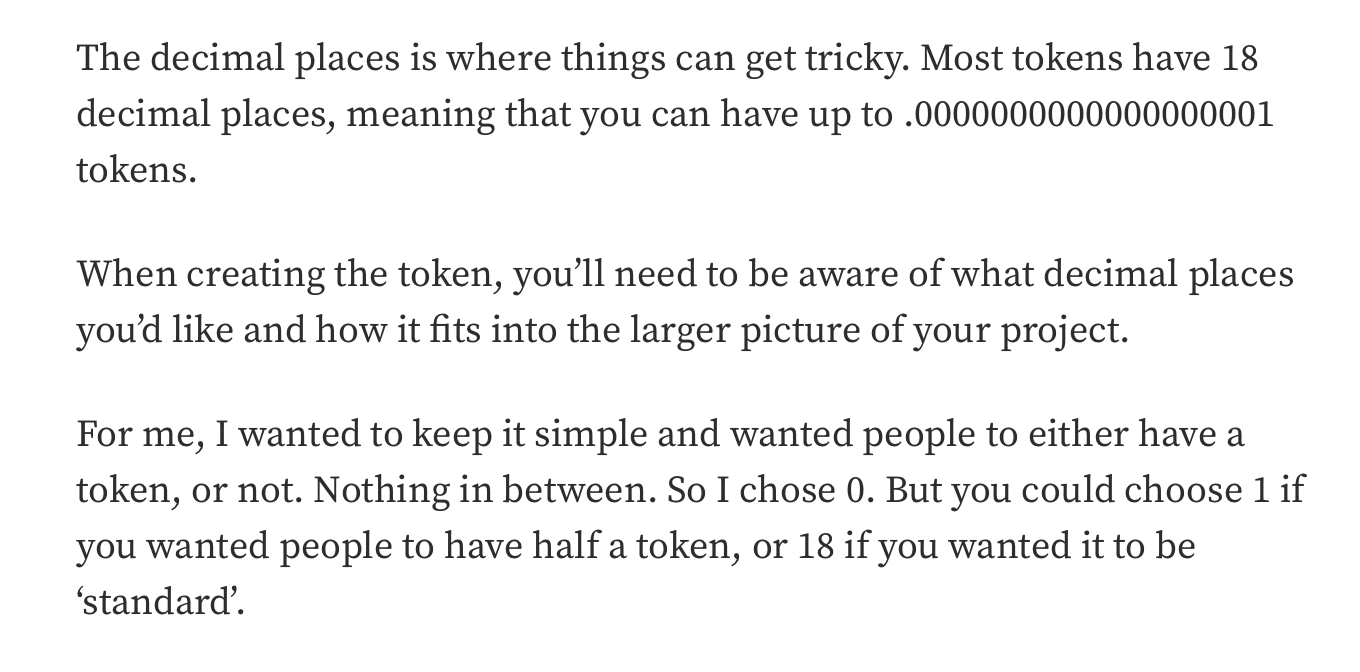 The decimal places is where things can get tricky. Most tokens have 18
decimal places, meaning that you can have up to .0000000000000000001
tokens.
When creating the token, you’ll need to be aware of what decimal places
you’d like and how it fits into the larger picture of your project.
For me, I wanted to keep it simple and wanted people to either have a
token, or not. Nothing in between. So I chose 0. But you could choose 1 if
you wanted people to have half a token, or 18 if you wanted it to be
‘standard’.